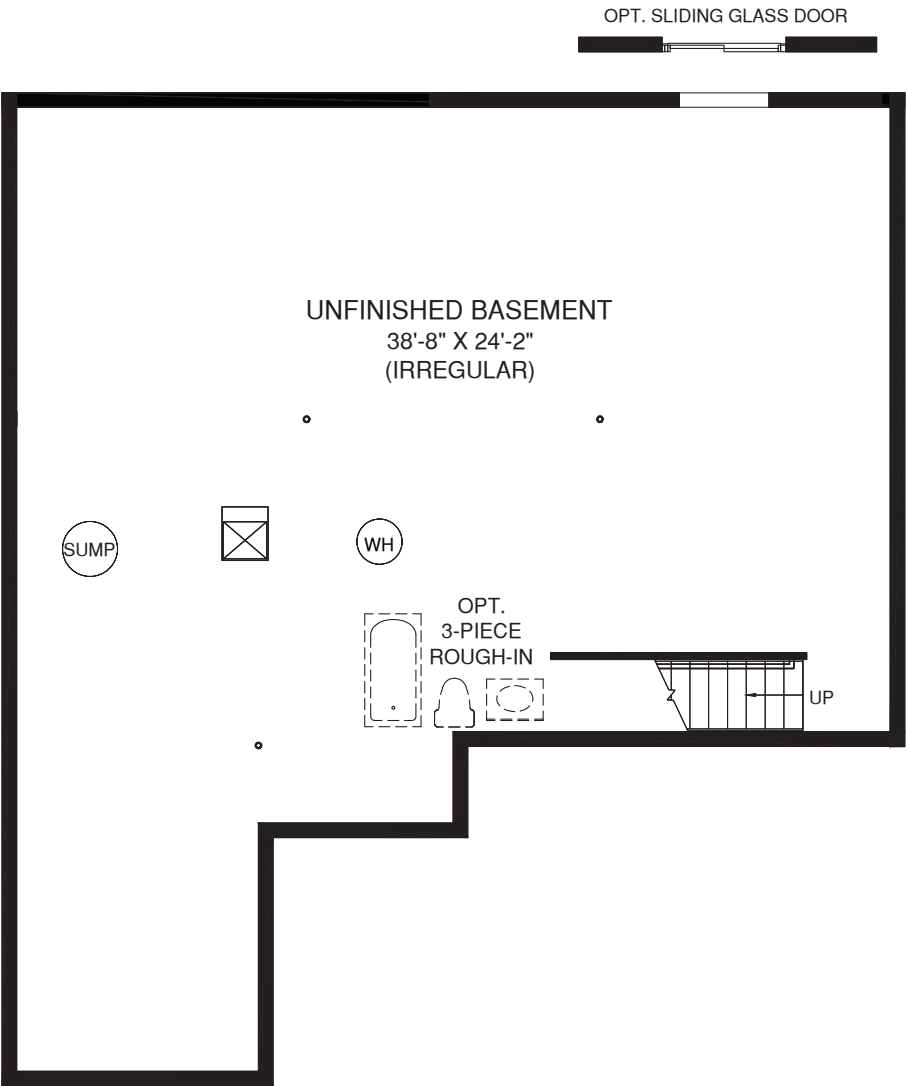 OPT. SLIDING GLASS DOOR
UNFINISHED BASEMENT
38'-8" X 24'-2"
(IRREGULAR)
SUMP
WH
OPT.
3-PIECE
ROUGH-IN
UP